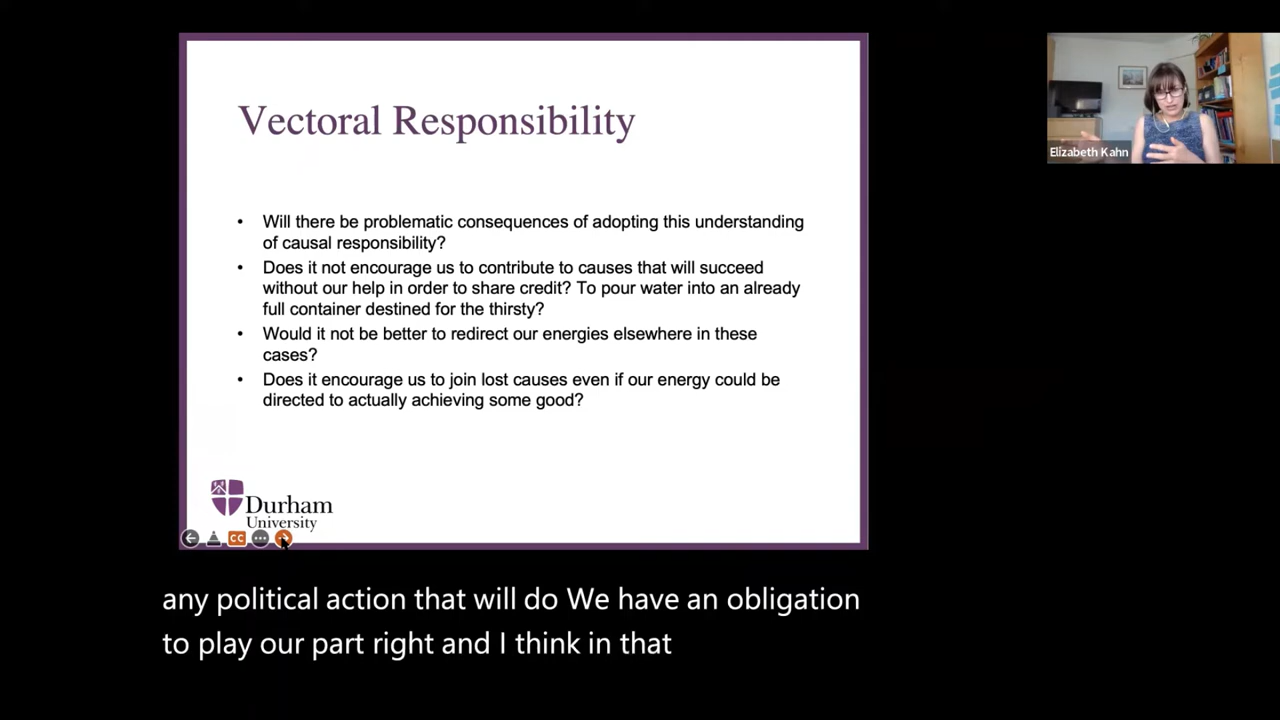 Vectoral Responsibility
• Will there be problematic consequences of adopting this understanding
of causal responsibility?
• Does it not encourage us to contribute to causes that will succeed
without our help in order to share credit? To pour water into an already
full container destined for the thirsty?
• Would it not be better to redirect our energies elsewhere in these
cases?
• Does it encourage us to join lost causes even if our energy could be
directed to actually achieving some good?
Durham
University
CC
Elizabeth Kahn
any political action that will do We have an obligation
to play our part right and I think in that